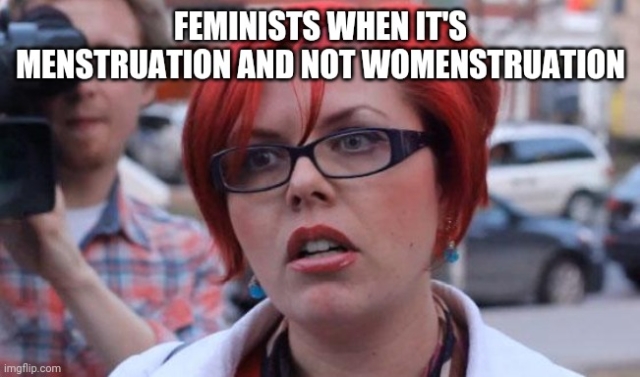 FEMINISTS WHEN IT'S
MENSTRUATION AND NOT WOMENSTRUATION
imgflip.com